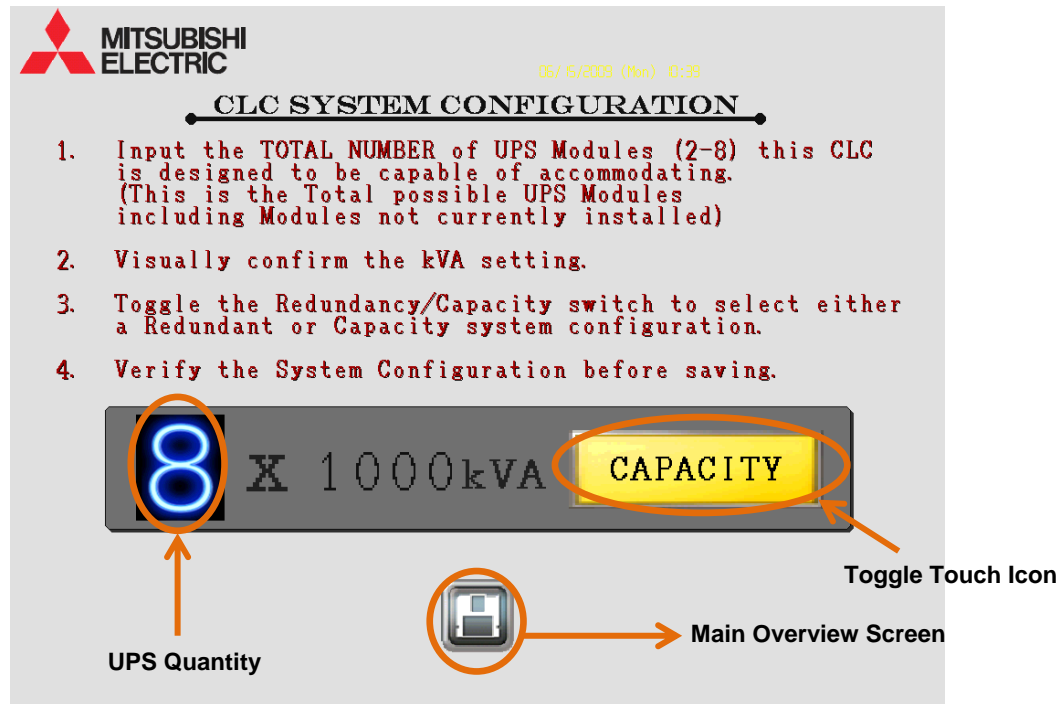 MITSUBISHI
ELECTRIC
CLC SYSTEM CONFIGURATION
1. Input the TOTAL NUMBER of UPS Modules (2-8) this CLC
is designed to be capable of accommodating.
(This is the Total possible UPS Modules
including Modules not currently installed)
2. Visually confirm the kVA setting.
3. Toggle the Redundancy/Capacity switch to select either
a Redundant or Capacity system configuration.
4. Verify the System Configuration before saving.
8 X 1000kVA CAPACITY
Toggle Touch Icon
Main Overview Screen
UPS Quantity